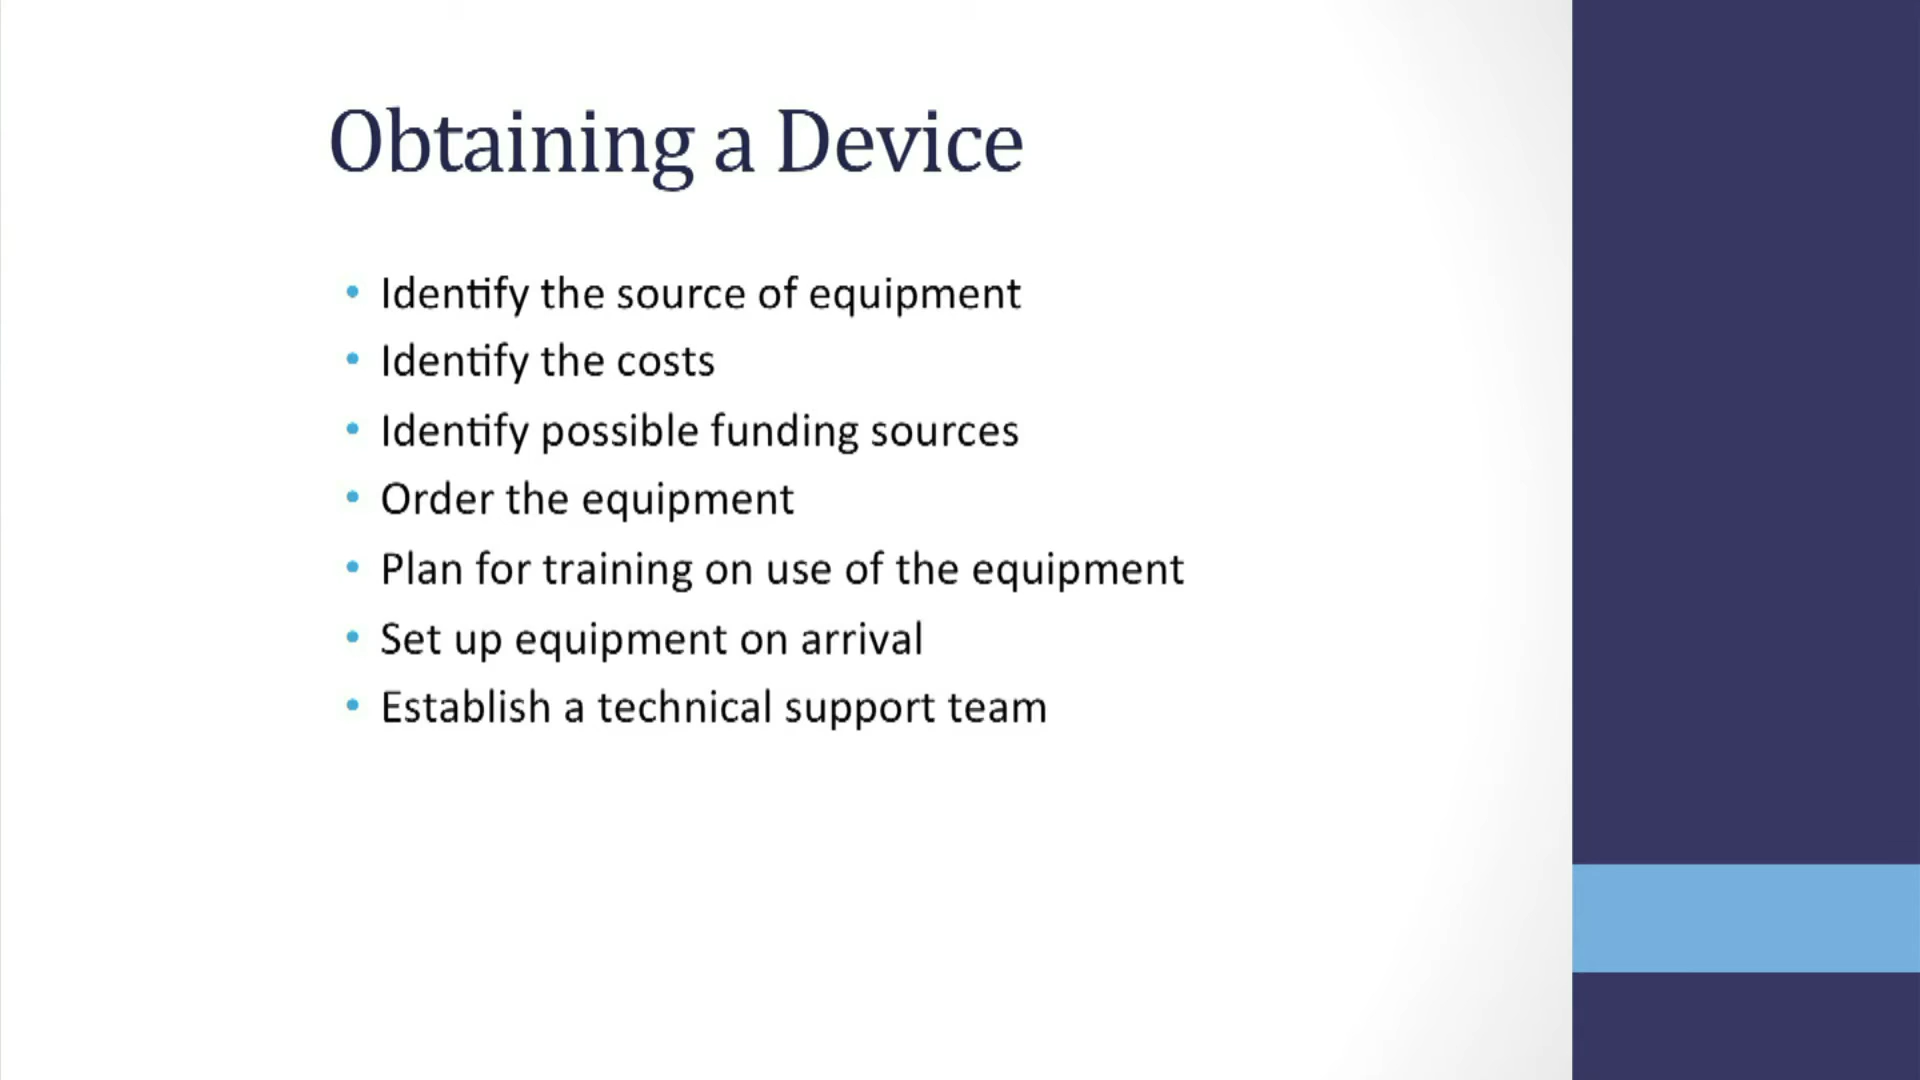 Obtaining a Device
• Identify the source of equipment
• Identify the costs
• Identify possible funding sources
• Order the equipment
• Plan for training on use of the equipment
• Set up equipment on arrival
• Establish a technical support team